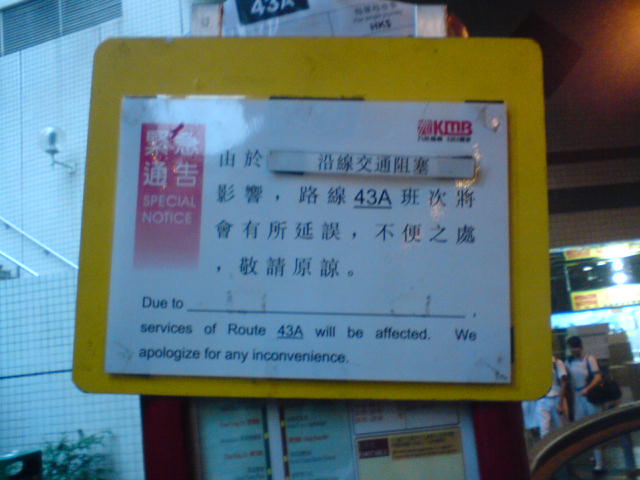 43A
HK$
緊急
通告
SPECIAL
NOTICE
KMB
由於 沿線交通阻塞
影響，路線43A班次將
會有所延誤，不便之處
，敬請原諒。
Due to ,
services of Route 43A will be affected. We
apologize for any inconvenience.